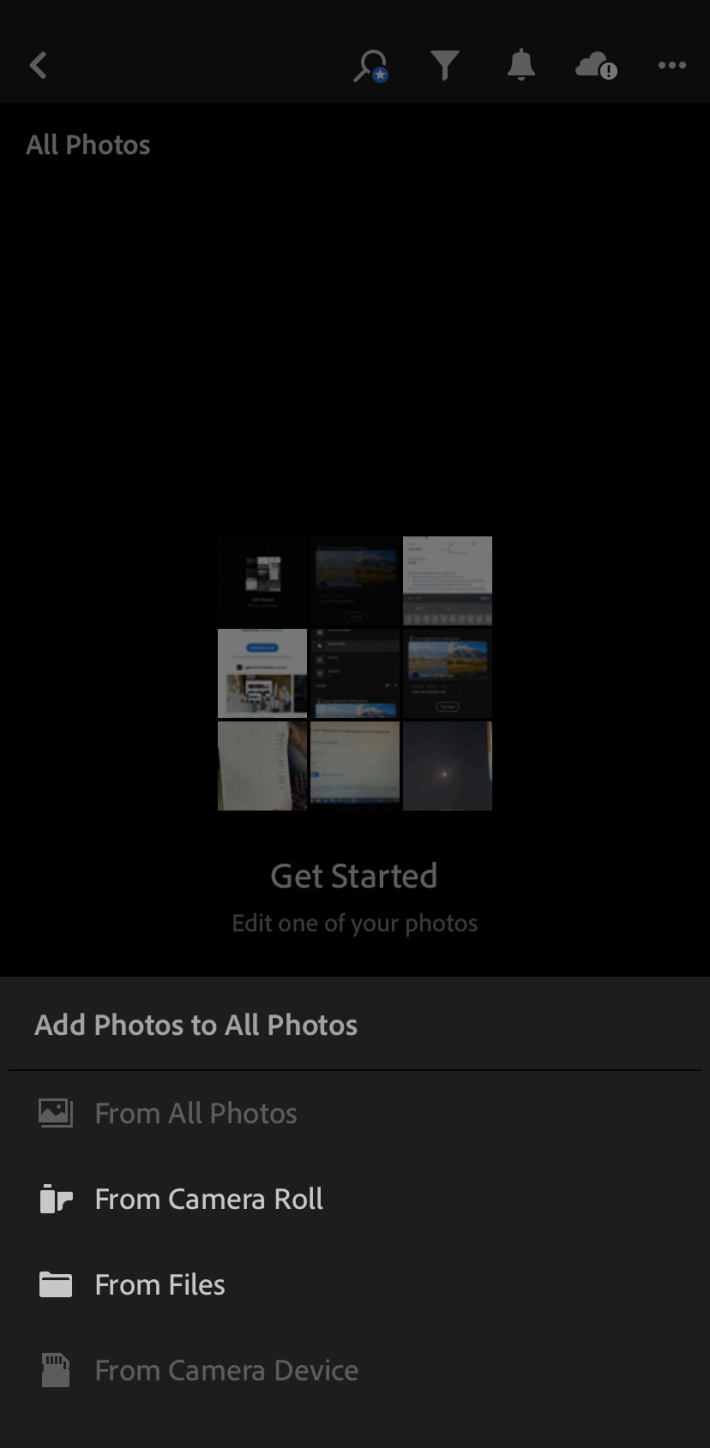 All Photos
Get Started
Edit one of your photos
Add Photos to All Photos
From All Photos
From Camera Roll
From Files
From Camera Device